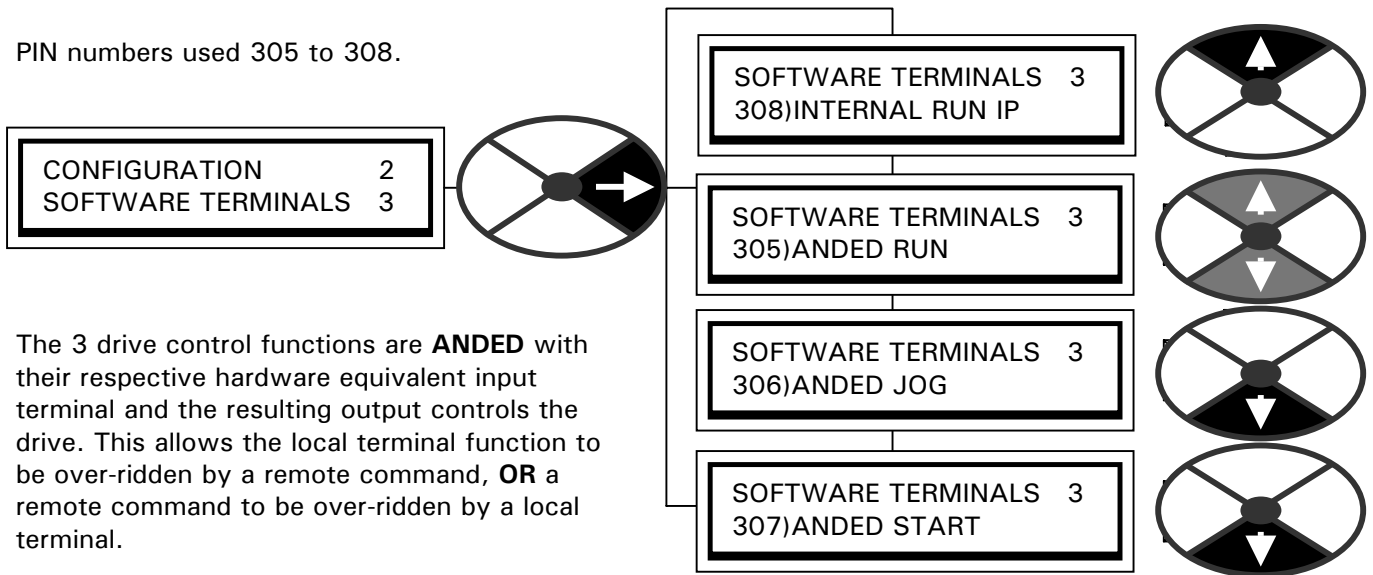 PIN numbers used 305 to 308.
CONFIGURATION 2
SOFTWARE TERMINALS 3
The 3 drive control functions are ANDED with
their respective hardware equivalent input
terminal and the resulting output controls the
drive. This allows the local terminal function to
be over-ridden by a remote command, OR a
remote command to be over-ridden by a local
terminal.
SOFTWARE TERMINALS 3
308)INTERNAL RUN IP
SOFTWARE TERMINALS 3
305)ANDED RUN
SOFTWARE TERMINALS 3
306)ANDED JOG
SOFTWARE TERMINALS 3
307)ANDED START